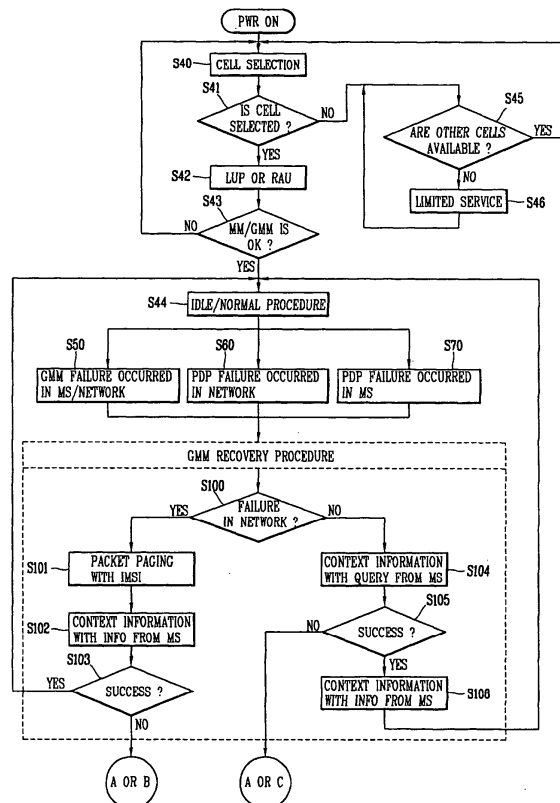 PWR ON
S40
CELL SELECTION
S41
IS CELL
SELECTED ?
NO
YES
S45
ARE OTHER CELLS
AVAILABLE ?
YES
NO
S42
LUP OR RAU
LIMITED SERVICE
S46
S43
NO
MM/GMM IS
OK ?
YES
S44
IDLE/NORMAL PROCEDURE
S50
S60
S70
GMM FAILURE OCCURRED
IN MS/NETWORK
PDP FAILURE OCCURRED
IN NETWORK
PDP FAILURE OCCURRED
IN MS
GMM RECOVERY PROCEDURE
S100
YES
FAILURE
IN NETWORK ?
NO
S101
PACKET PAGING
WITH IMSI
CONTEXT INFORMATION
WITH QUERY FROM MS
S104
S102
CONTEXT INFORMATION
WITH INFO FROM MS
S105
NO
SUCCESS ?
YES
S103
YES
SUCCESS ?
NO
CONTEXT INFORMATION
WITH INFO FROM MS
S106
A OR B
A OR C